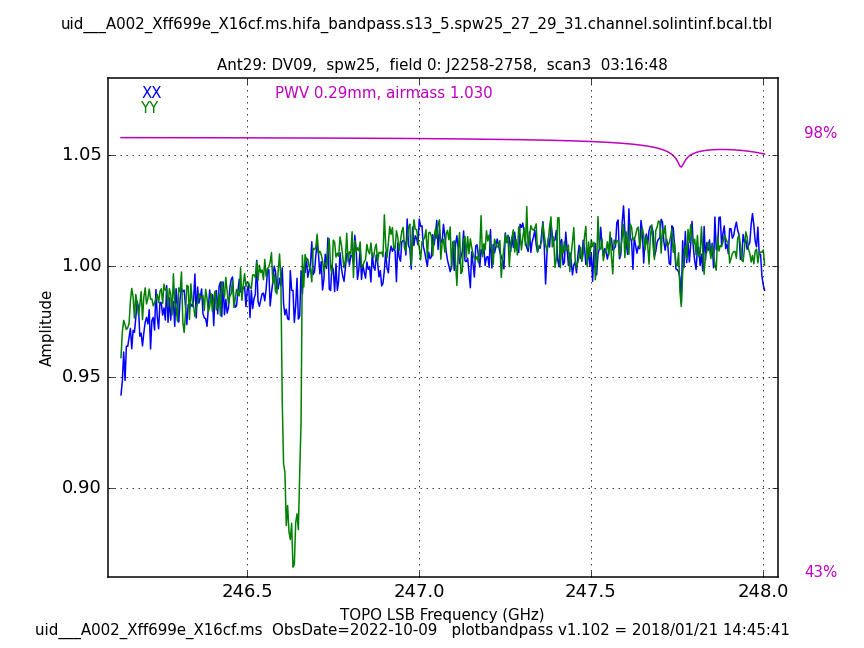 uid___A002_Xff699e_X16cf.ms.hifa_bandpass.s13_5.spw25_27_29_31.channel.solintinf.bcal.tbl
Ant29: DV09, spw25, field 0: J2258-2758, scan3 03:16:48
XX
YY
PWV 0.29mm, airmass 1.030
98%
43%
1.05
1.00
0.95
0.90
Amplitude
246.5 247.0 247.5 248.0
TOPO LSB Frequency (GHz)
uid___A002_Xff699e_X16cf.ms ObsDate=2022-10-09 plotbandpass v1.102 = 2018/01/21 14:45:41